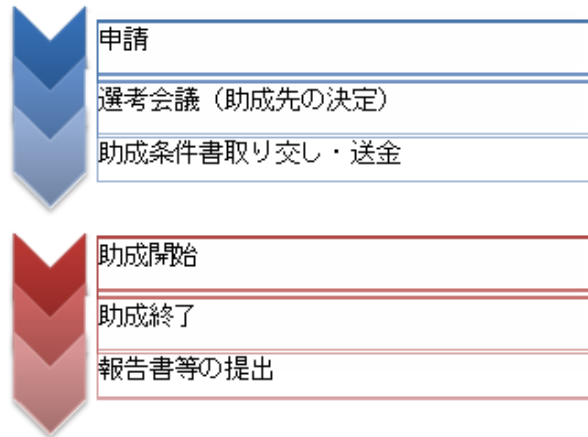 申請
選考会議（助成先の決定）
助成条件書取り交し・送金
助成開始
助成終了
報告書等の提出